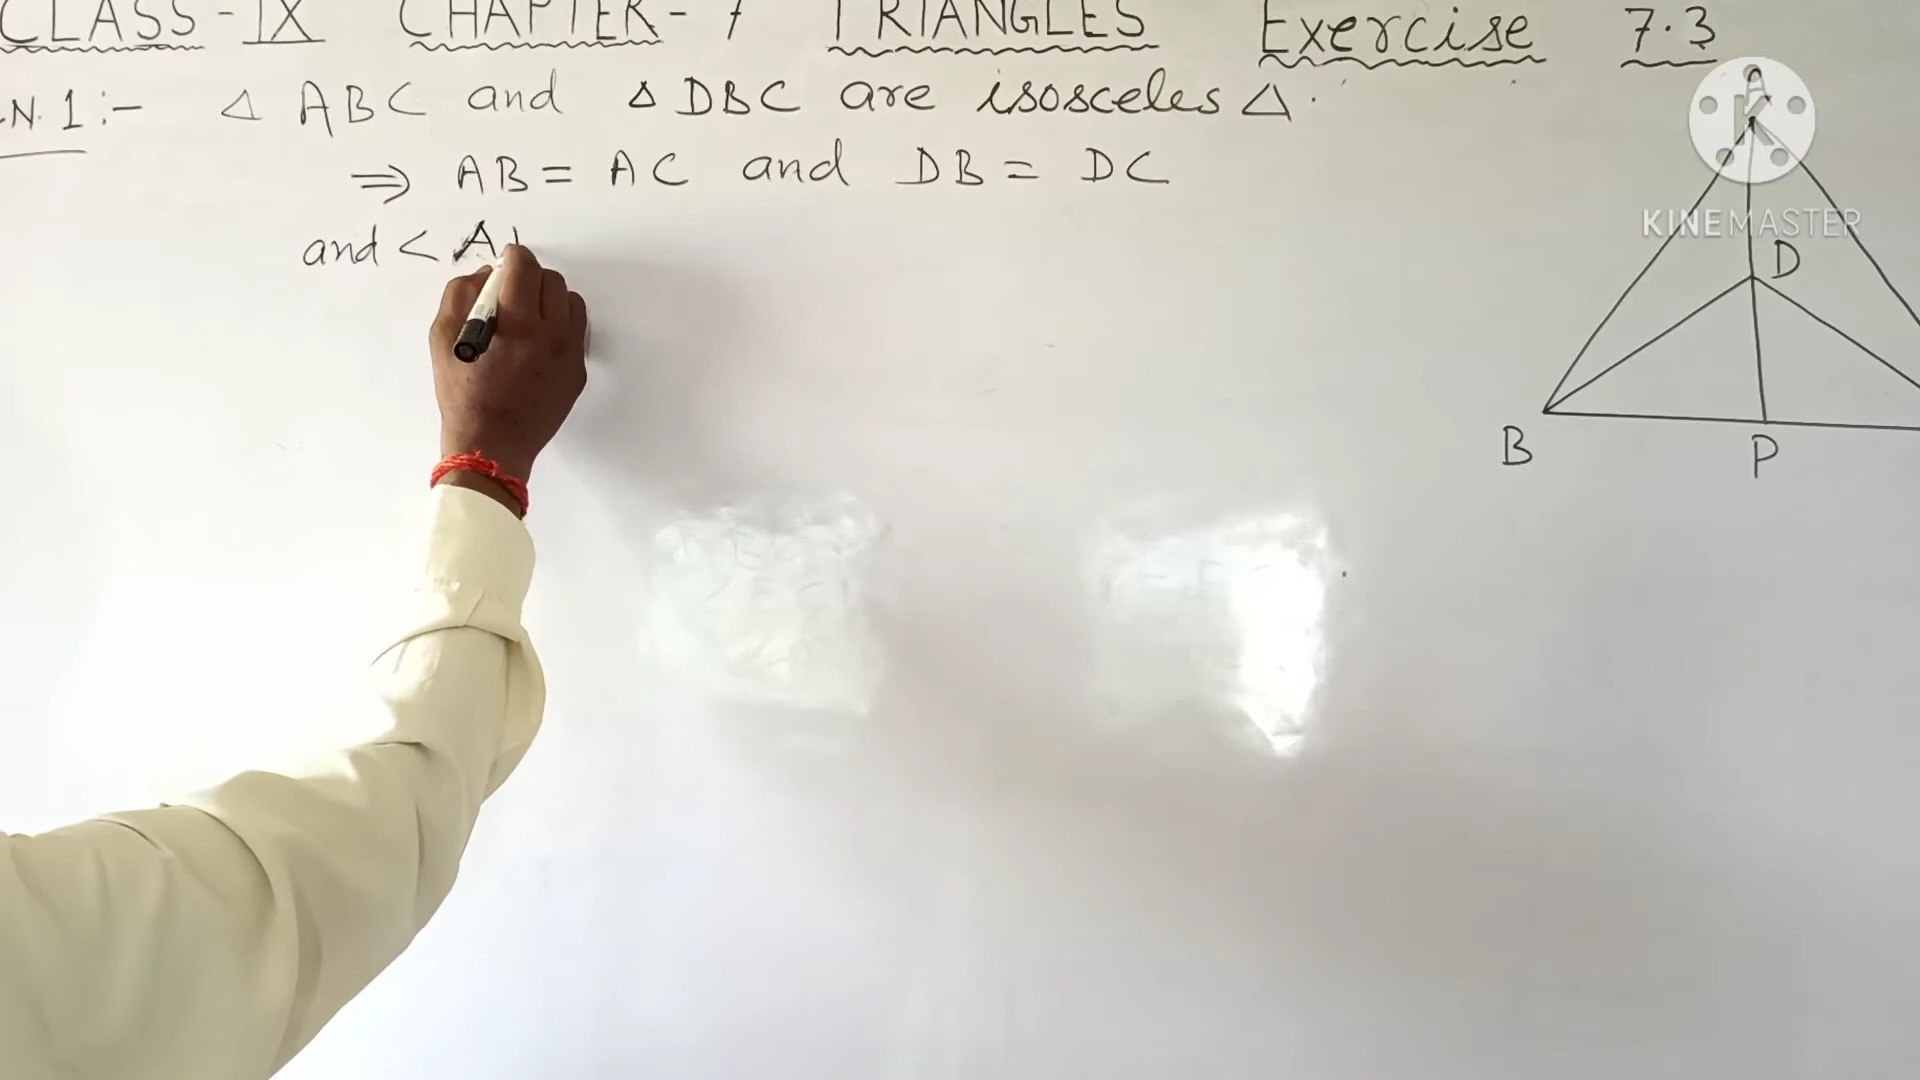 CLASS-IX CHAPTER-7 TRIANGLES Exercise 7.3
.N.1:- △ ABC and △ DBC are isosceles △.
⇒ AB = AC and DB = DC
and < A
KINEMASTER
D
B
P